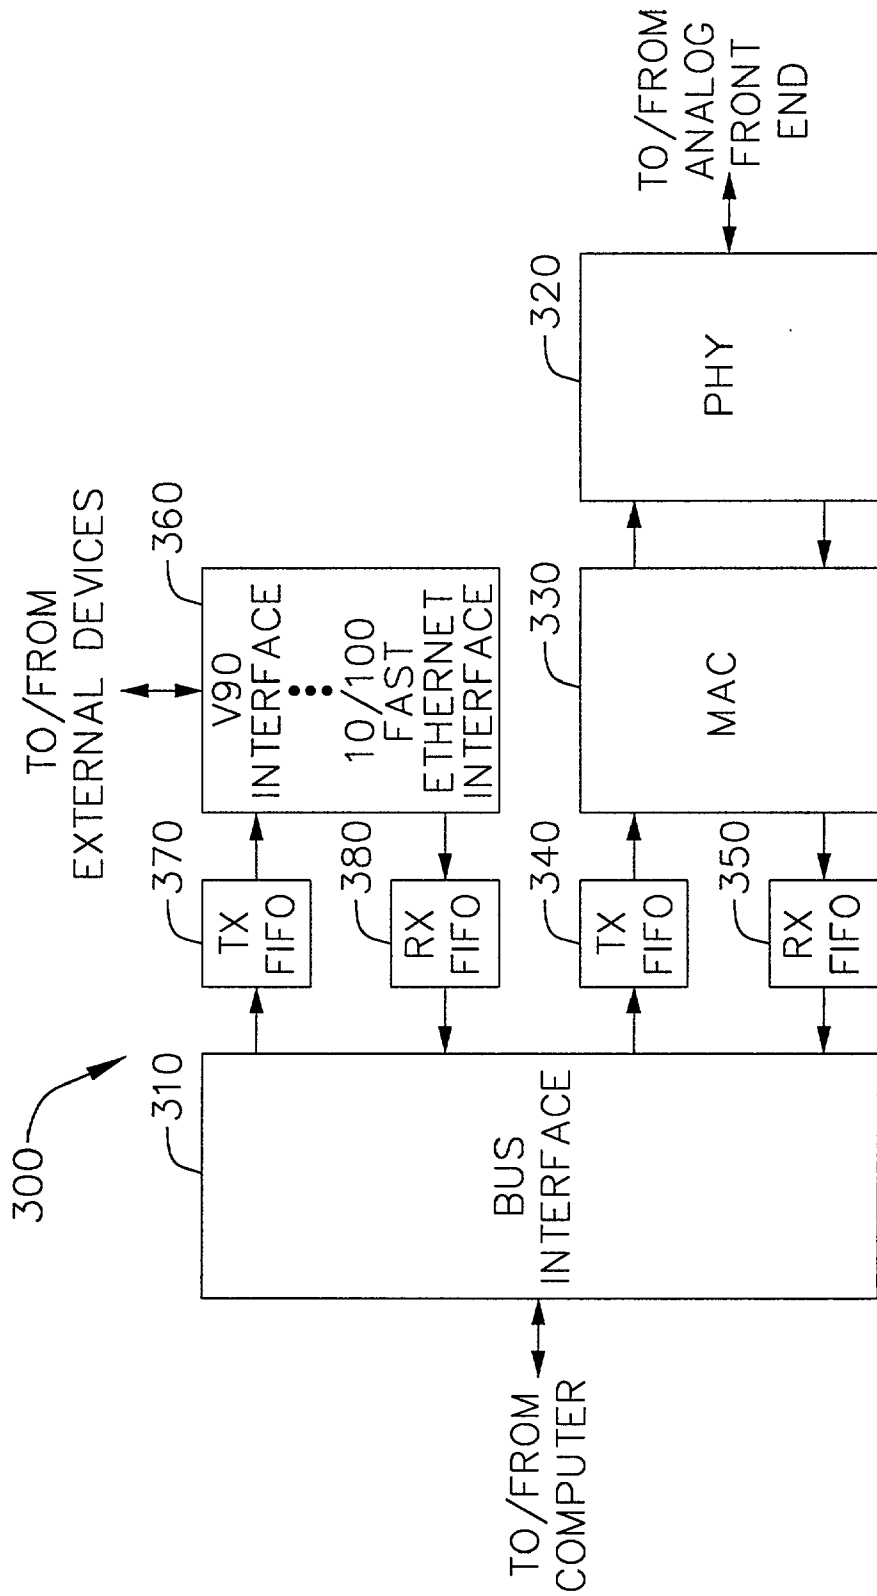 300
310
BUS
INTERFACE
TO/FROM
COMPUTER
370
TX
FIFO
380
RX
FIFO
340
TX
FIFO
350
RX
FIFO
TO/FROM
EXTERNAL DEVICES
360
V90
INTERFACE
10/100
FAST
ETHERNET
INTERFACE
330
MAC
320
PHY
TO/FROM
ANALOG
FRONT
END